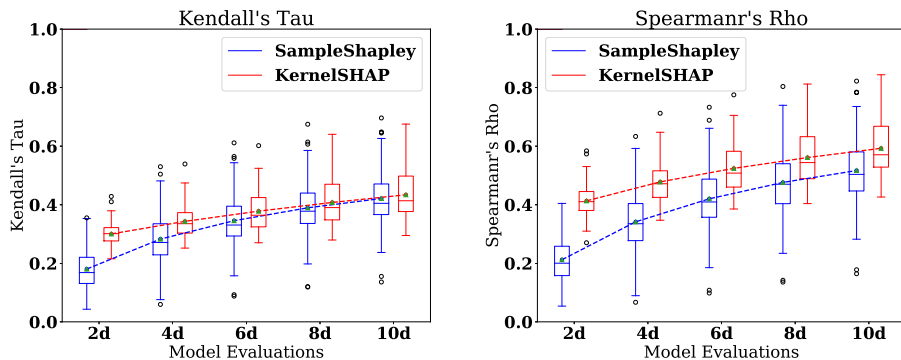 Kendall's Tau
1.0
0.8
0.6
0.4
0.2
0.0
Kendall's Tau
SampleShapley
KernelSHAP
2d 4d 6d 8d 10d
Model Evaluations
Spearmanr's Rho
1.0
0.8
0.6
0.4
0.2
0.0
Spearmanr's Rho
SampleShapley
KernelSHAP
2d 4d 6d 8d 10d
Model Evaluations